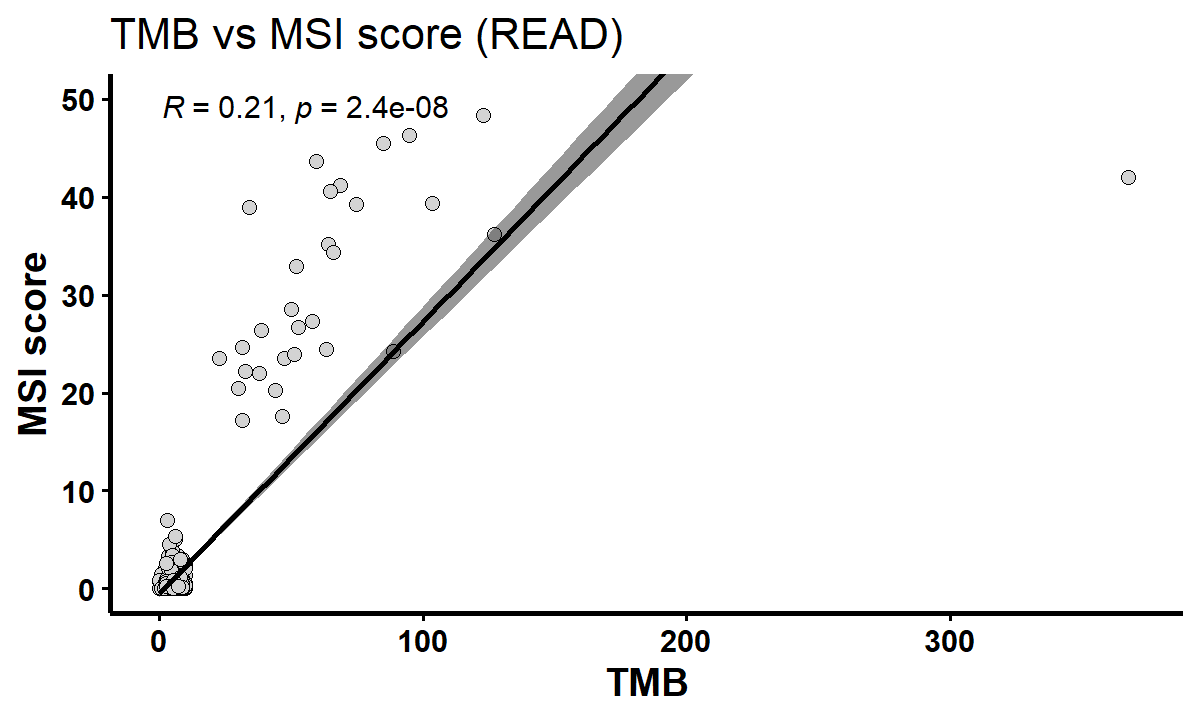 TMB vs MSI score (READ)
R = 0.21, p = 2.4e-08
50
40
30
20
10
0
MSI score
0 100 200 300
TMB